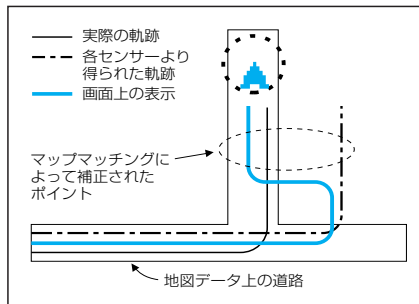 実際の軌跡
各センサーより
得られた軌跡
画面上の表示
マップマッチングに
よって補正された
ポイント
地図データ上の道路